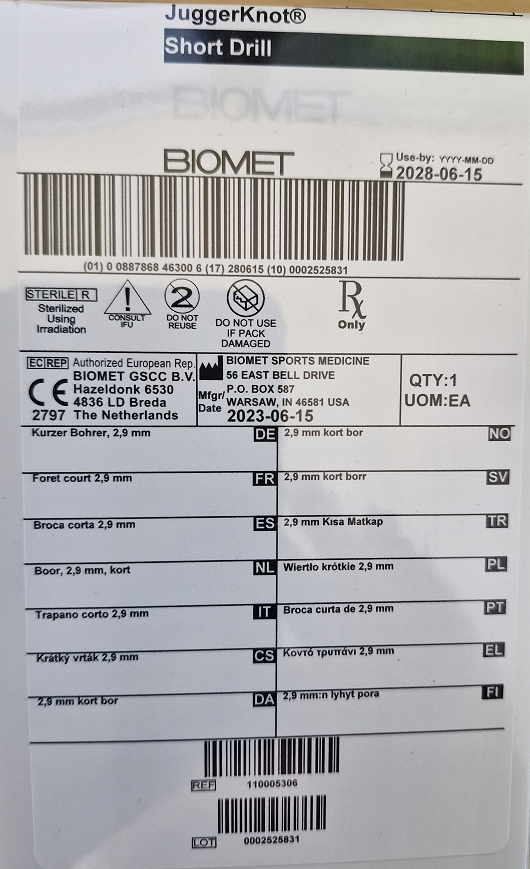 JuggerKnot®
Short Drill
BIOMET
Use-by: YYYY-MM-DD
2028-06-15
(01) 0 0887868 46300 6 (17) 280615 (10) 0002525831
STERILE R
Sterilized
Using
Irradiation
CONSULT
IFU
2
DO NOT
REUSE
DO NOT USE
IF PACK
DAMAGED
Rx
Only
EC REP Authorized European Rep.
BIOMET GSCC B.V.
Hazeldonk 6530
4836 LD Breda
The Netherlands
CE
2797
BIOMET SPORTS MEDICINE
56 EAST BELL DRIVE
P.O. BOX 587
WARSAW, IN 46581 USA
Mfgr/
Date
2023-06-15
QTY:1
UOM:EA
Kurzer Bohrer, 2,9 mm DE
2,9 mm kort bor NO
Foret court 2,9 mm FR
2,9 mm kort borr SV
Broca corta 2,9 mm ES
2,9 mm Kısa Matkap TR
Boor, 2,9 mm, kort NL
Wiertło krótkie 2,9 mm PL
Trapano corto 2,9 mm IT
Broca curta de 2,9 mm PT
Krátký vrták 2,9 mm CS
Κοντό τρυπάνι 2,9 mm EL
2,9 mm kort bor DA
2,9 mm:n lyhyt pora FI
REF 110005306
LOT 0002525831